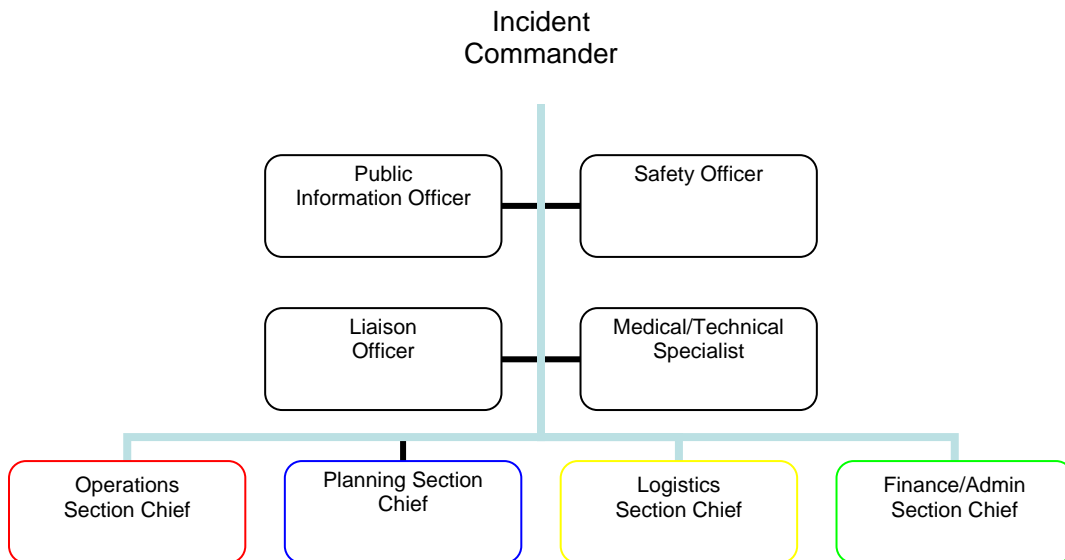 Incident
Commander
Public
Information Officer
Safety Officer
Liaison
Officer
Medical/Technical
Specialist
Operations
Section Chief
Planning Section
Chief
Logistics
Section Chief
Finance/Admin
Section Chief